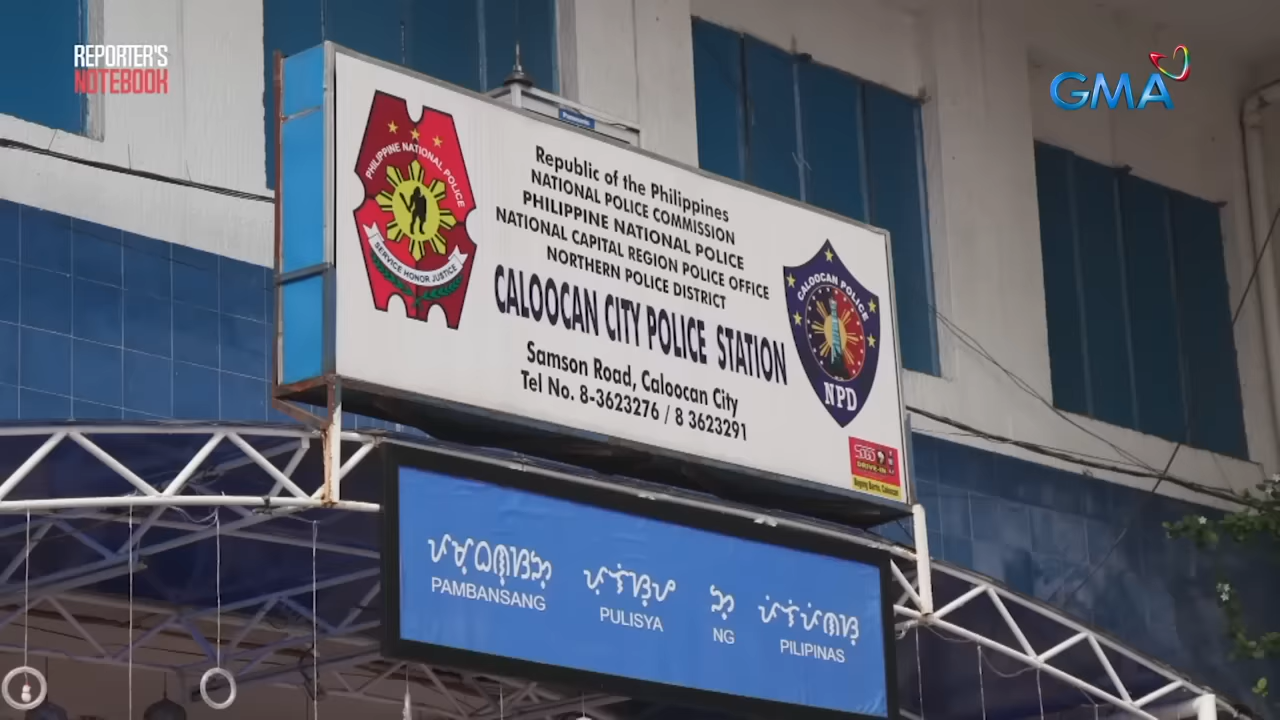 REPORTER'S
NOTEBOOK
GMA
Panasonic
Republic of the Philippines
NATIONAL POLICE COMMISSION
PHILIPPINE NATIONAL POLICE
NATIONAL CAPITAL REGION POLICE OFFICE
NORTHERN POLICE DISTRICT
CALOOCAN CITY POLICE STATION
Samson Road, Caloocan City
Tel No. 8-3623276 / 8 3623291
PHILIPPINE NATIONAL POLICE
SERVICE HONOR JUSTICE
CALOOCAN POLICE
NPD
SOGO
PAMBANSANG PULISYA NG PILIPINAS